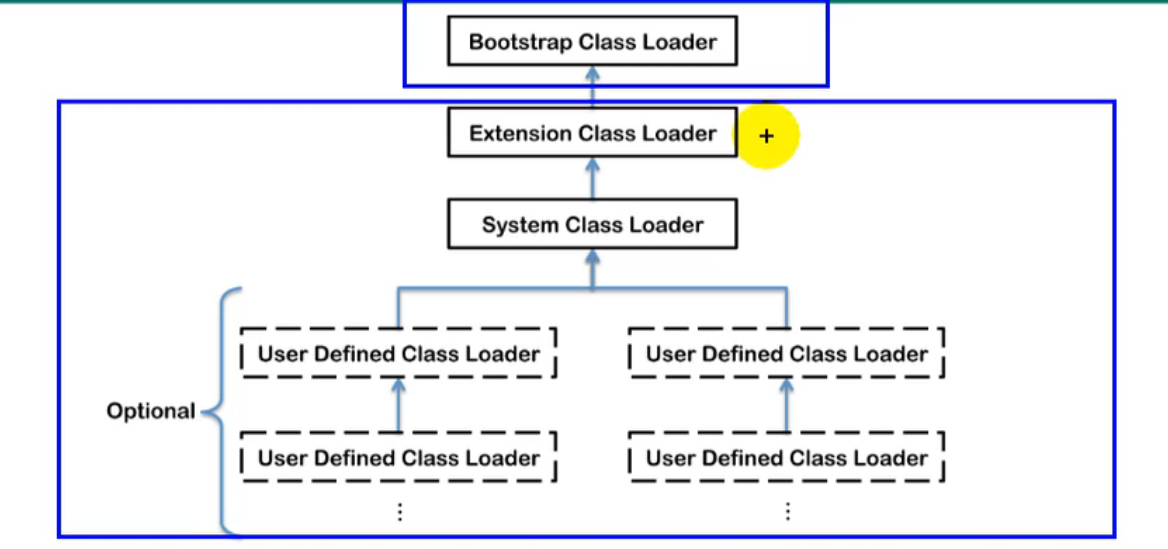 Bootstrap Class Loader
Extension Class Loader
System Class Loader
User Defined Class Loader
User Defined Class Loader
Optional
User Defined Class Loader
User Defined Class Loader